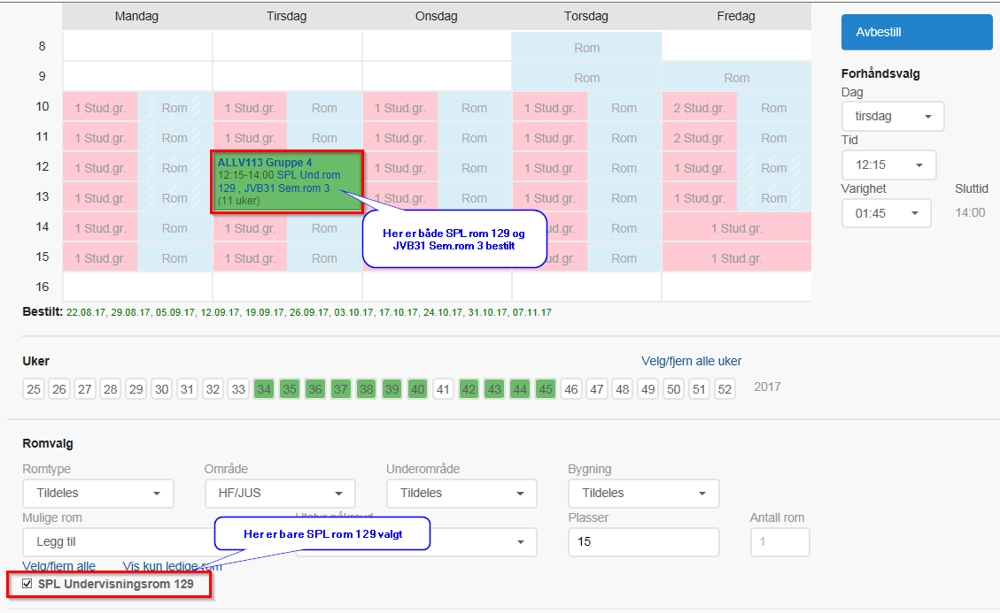 Mandag Tirsdag Onsdag Torsdag Fredag
Avbestill
8 Rom
9 Rom Rom
Forhåndsvalg
Dag
10 1 Stud.gr. Rom 1 Stud.gr. Rom 1 Stud.gr. Rom 1 Stud.gr. Rom 2 Stud.gr. Rom
tirsdag
11 1 Stud.gr. Rom 1 Stud.gr. Rom 1 Stud.gr. Rom 1 Stud.gr. Rom 2 Stud.gr. Rom
Tid
12 1 Stud.gr. Rom 1 Stud.gr. Rom 1 Stud.gr. Rom 1 Stud.gr. Rom
12:15
ALLV113 Gruppe 4
12:15-14:00 SPL Und.rom
129 , JVB31 Sem.rom 3
(11 uker)
Varighet Sluttid
13 1 Stud.gr. Rom Stud.gr. Rom 1 Stud.gr. Rom 1 Stud.gr. Rom
01:45 14:00
14 1 Stud.gr. Rom 1 Stud.gr. Rom Stud.gr. Rom 1 Stud.gr.
Her er både SPL rom 129 og
JVB31 Sem.rom 3 bestilt
15 1 Stud.gr. Rom 1 Stud.gr. Rom Rom 1 Stud.gr.
16
Bestilt: 22.08.17, 29.08.17, 05.09.17, 12.09.17, 19.09.17, 26.09.17, 03.10.17, 17.10.17, 24.10.17, 31.10.17, 07.11.17
Uker Velg/fjern alle uker
25 26 27 28 29 30 31 32 33 34 35 36 37 38 39 40 41 42 43 44 45 46 47 48 49 50 51 52 2017
Romvalg
Romtype Område Underområde Bygning
Tildeles HF/JUS Tildeles Tildeles
Mulige rom Plasser Antall rom
Legg til 15 1
Her er bare SPL rom 129 valgt
Velg/fjern alle Vis kun ledige rom
SPL Undervisningsrom 129